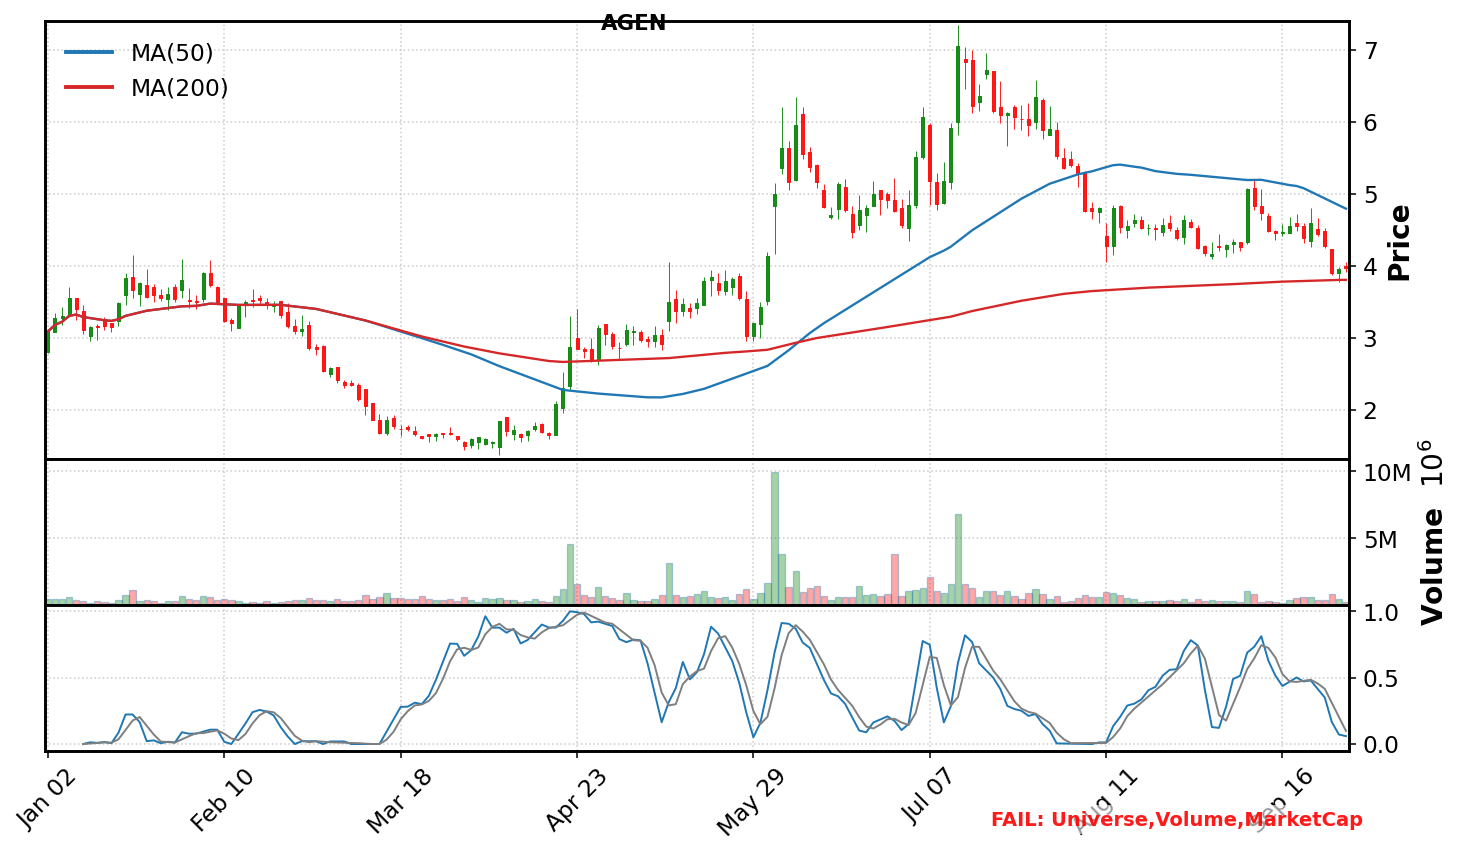 AGEN
MA(50)
MA(200)
7
6
5
4
3
2
Price
10M
5M
Volume 10⁶
1.0
0.5
0.0
Jan 02
Feb 10
Mar 18
Apr 23
May 29
Jul 07
Aug 11
Sep 16
FAIL: Universe,Volume,MarketCap